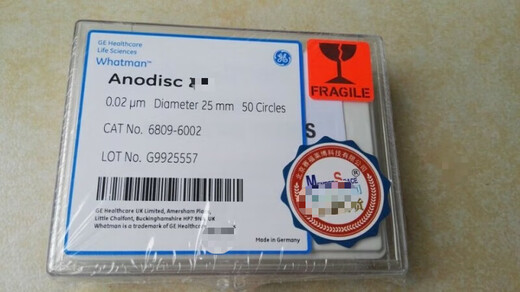 GE Healthcare
Life Sciences
Whatman™
Anodisc
0.02 µm Diameter 25 mm 50 Circles
CAT No. 6809-6002
LOT No. G9925557
GE Healthcare UK Limited, Amersham Place,
Little Chalfont, Buckinghamshire HP7 9NA UK
Whatman is a trademark of GE Healthcare
Made in Germany
FRAGILE
S